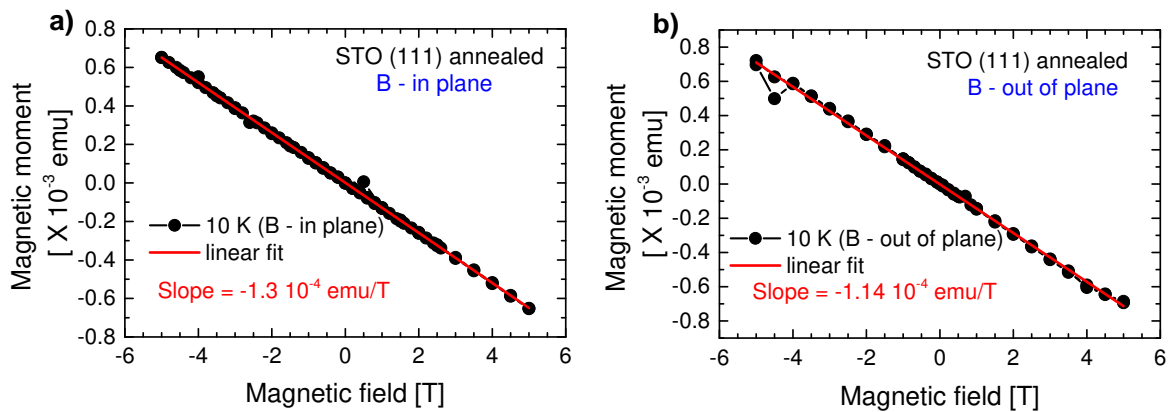 a)
STO (111) annealed
B - in plane
Magnetic moment
[ X 10⁻³ emu]
0.8
0.6
0.4
0.2
0.0
-0.2
-0.4
-0.6
-0.8
10 K (B - in plane)
linear fit
Slope = -1.3 10⁻⁴ emu/T
-6 -4 -2 0 2 4 6
Magnetic field [T]
b)
STO (111) annealed
B - out of plane
Magnetic moment
[ X 10⁻³ emu]
0.8
0.6
0.4
0.2
0.0
-0.2
-0.4
-0.6
-0.8
10 K (B - out of plane)
linear fit
Slope = -1.14 10⁻⁴ emu/T
-6 -4 -2 0 2 4 6
Magnetic field [T]